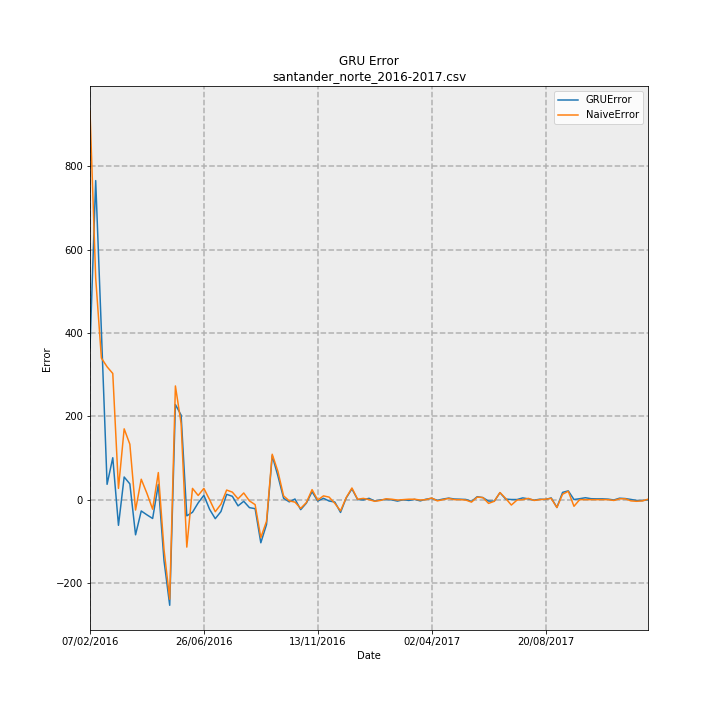 GRU Error
santander_norte_2016-2017.csv
GRUError
NaiveError
800
600
400
200
0
−200
Error
07/02/2016 26/06/2016 13/11/2016 02/04/2017 20/08/2017
Date